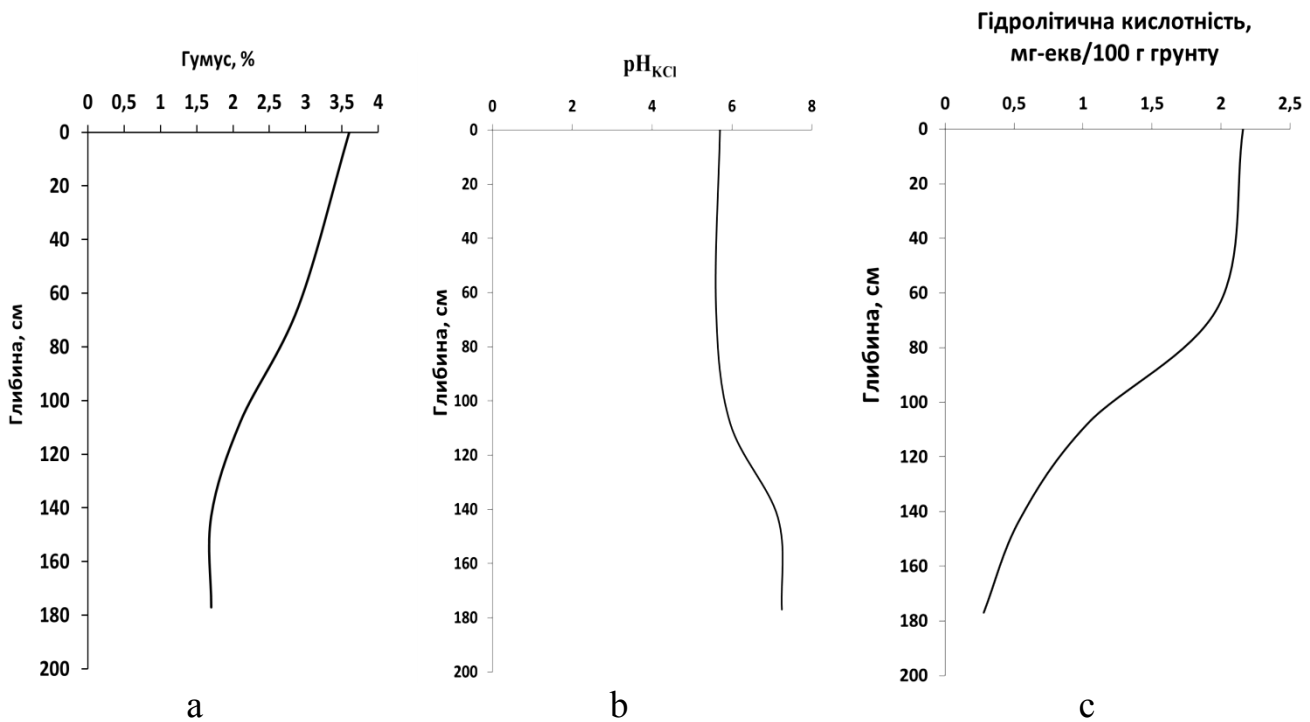 Гумус, %
0 0,5 1 1,5 2 2,5 3 3,5 4
0
20
40
60
80
100
120
140
160
180
200
Глибина, см
a
pHKCl
0 2 4 6 8
0
20
40
60
80
100
120
140
160
180
200
Глибина, см
b
Гідролітична кислотність,
мг-екв/100 г грунту
0 0,5 1 1,5 2 2,5
0
20
40
60
80
100
120
140
160
180
200
Глибина, см
c